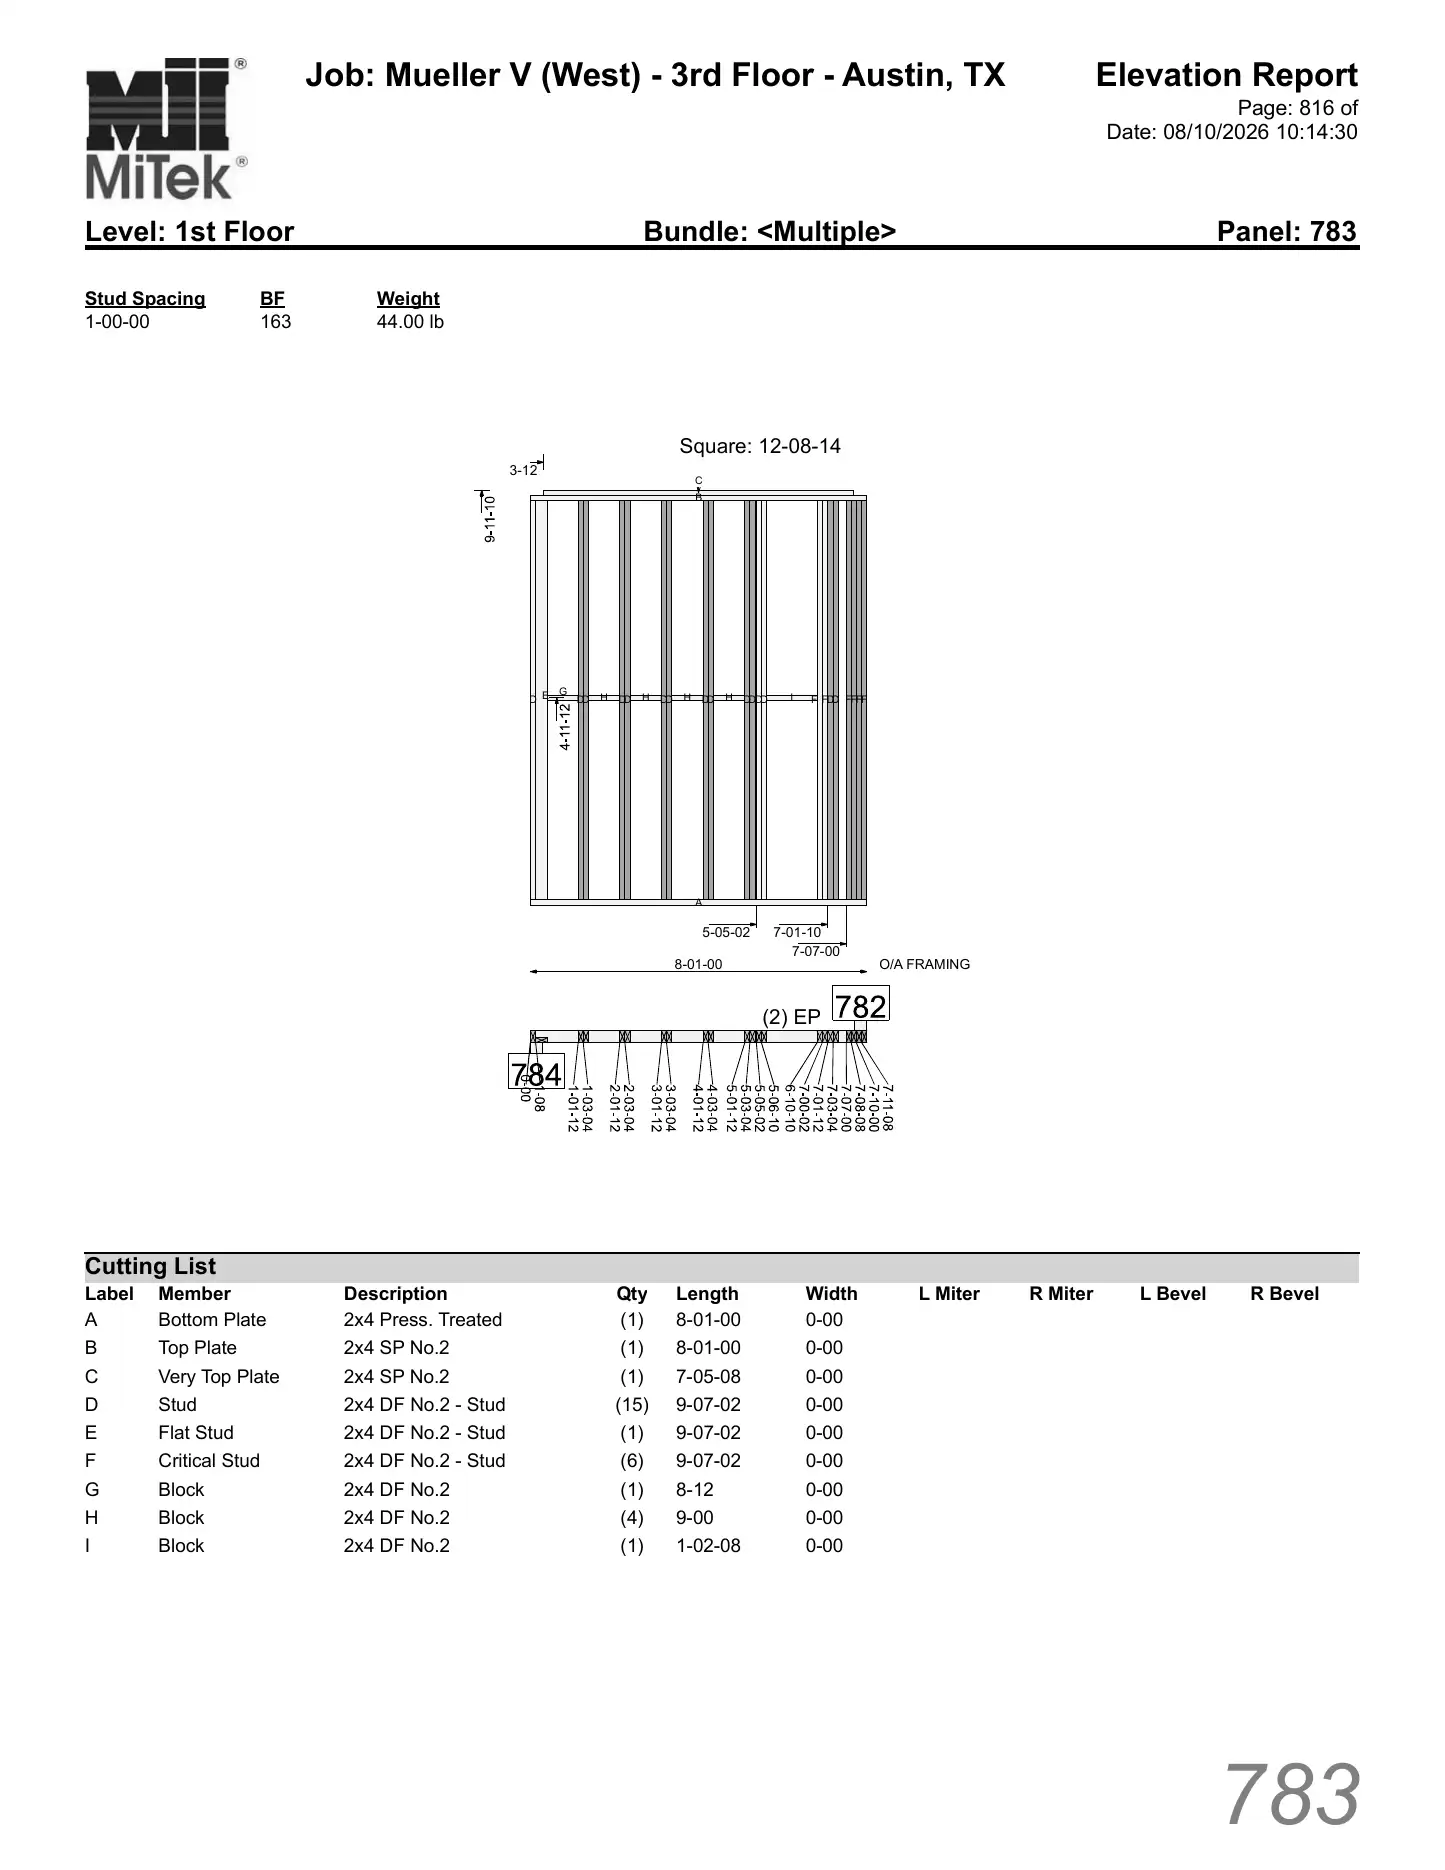 Job: Mueller V (West) - 3rd Floor - Austin, TX
Elevation Report
Page: 816 of
Date: 08/10/2026 10:14:30
MiTek®
Level: 1st Floor Bundle: <Multiple> Panel: 783
Stud Spacing BF Weight
1-00-00 163 44.00 lb
Square: 12-08-14
3-12
C
B
9-11-10
E G H H H H I
4-11-12
A
5-05-02 7-01-10
7-07-00
8-01-00 O/A FRAMING
(2) EP 782
784
0-00 1-08 1-01-12 1-03-04 2-01-12 2-03-04 3-01-12 3-03-04 4-01-12 4-03-04 5-01-12 5-03-04 5-05-02 5-06-10 6-10-10 7-00-02 7-01-12 7-03-04 7-07-00 7-08-08 7-10-00 7-11-08
Cutting List
Label Member Description Qty Length Width L Miter R Miter L Bevel R Bevel
A Bottom Plate 2x4 Press. Treated (1) 8-01-00 0-00
B Top Plate 2x4 SP No.2 (1) 8-01-00 0-00
C Very Top Plate 2x4 SP No.2 (1) 7-05-08 0-00
D Stud 2x4 DF No.2 - Stud (15) 9-07-02 0-00
E Flat Stud 2x4 DF No.2 - Stud (1) 9-07-02 0-00
F Critical Stud 2x4 DF No.2 - Stud (6) 9-07-02 0-00
G Block 2x4 DF No.2 (1) 8-12 0-00
H Block 2x4 DF No.2 (4) 9-00 0-00
I Block 2x4 DF No.2 (1) 1-02-08 0-00
783